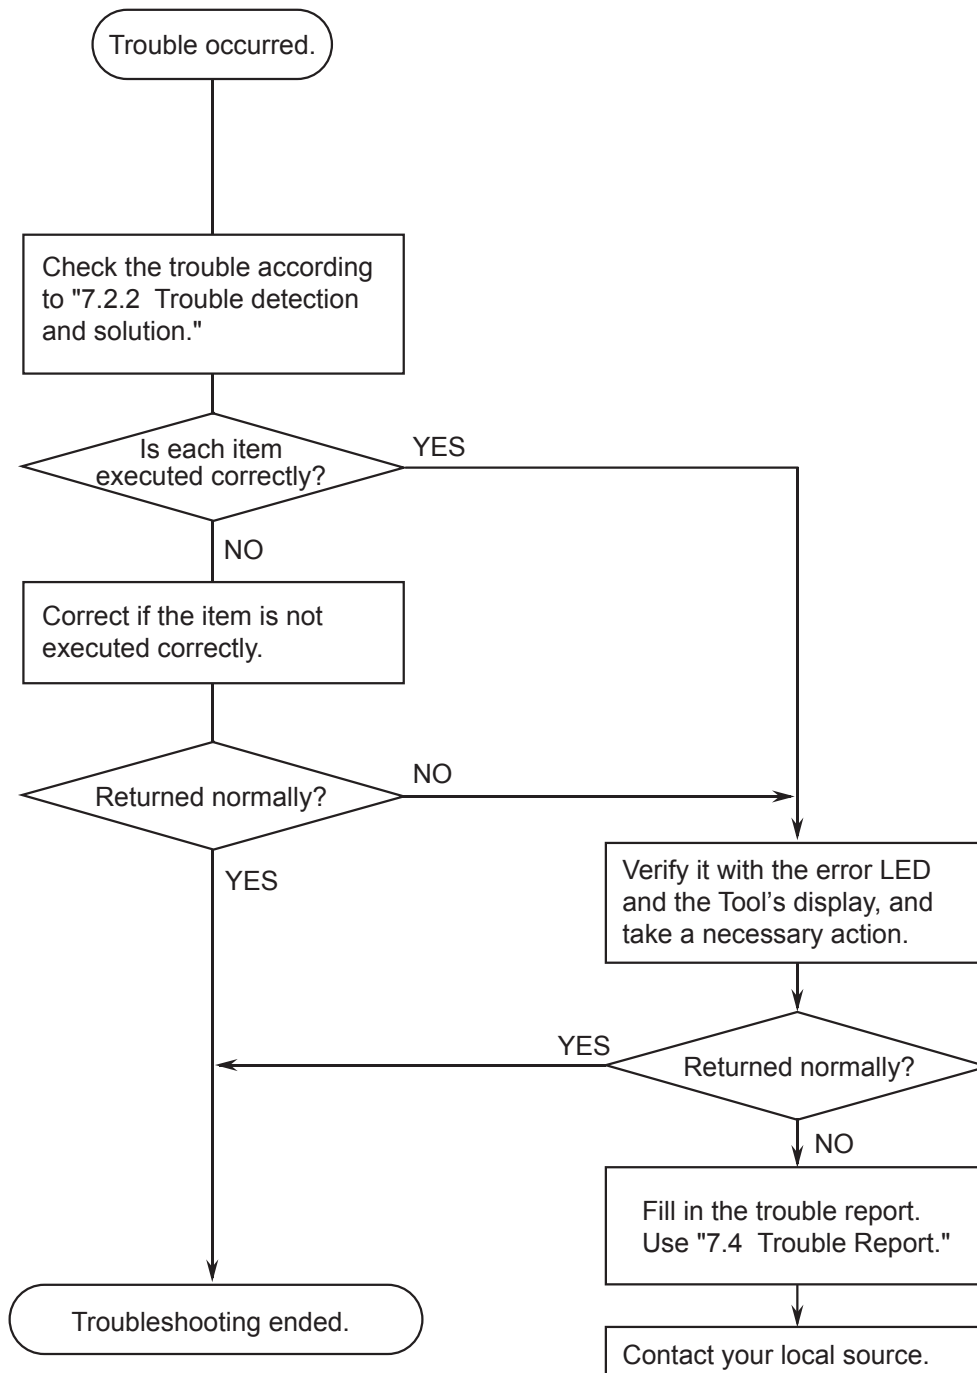 Trouble occurred.
Check the trouble according
to "7.2.2  Trouble detection
and solution."
Is each item
executed correctly?
YES
NO
Correct if the item is not
executed correctly.
Returned normally?
NO
YES
Verify it with the error LED
and the Tool's display, and
take a necessary action.
YES
Returned normally?
NO
Fill in the trouble report.
Use "7.4  Trouble Report."
Troubleshooting ended.
Contact your local source.